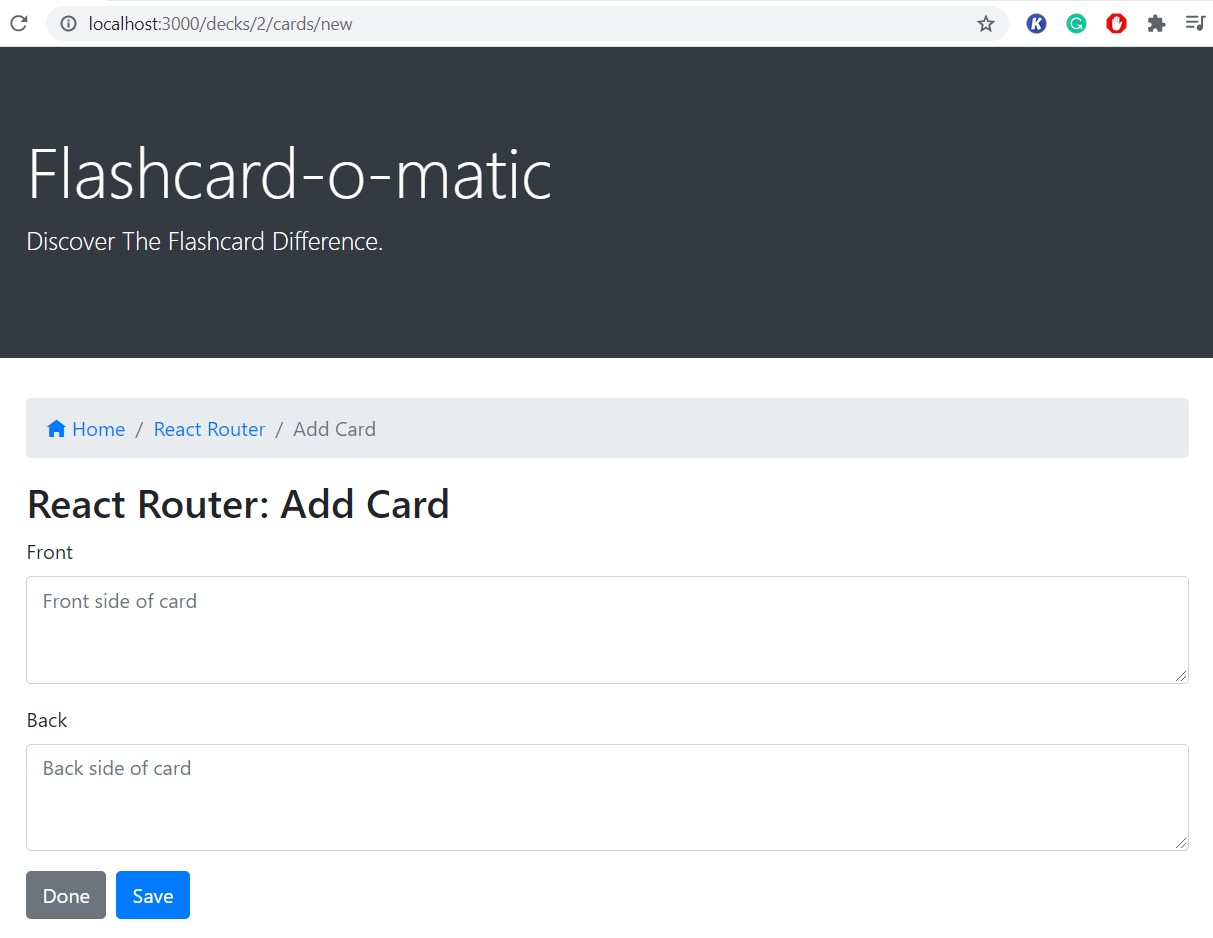 localhost:3000/decks/2/cards/new
Flashcard-o-matic
Discover The Flashcard Difference.
Home / React Router / Add Card
React Router: Add Card
Front
Front side of card
Back
Back side of card
Done Save